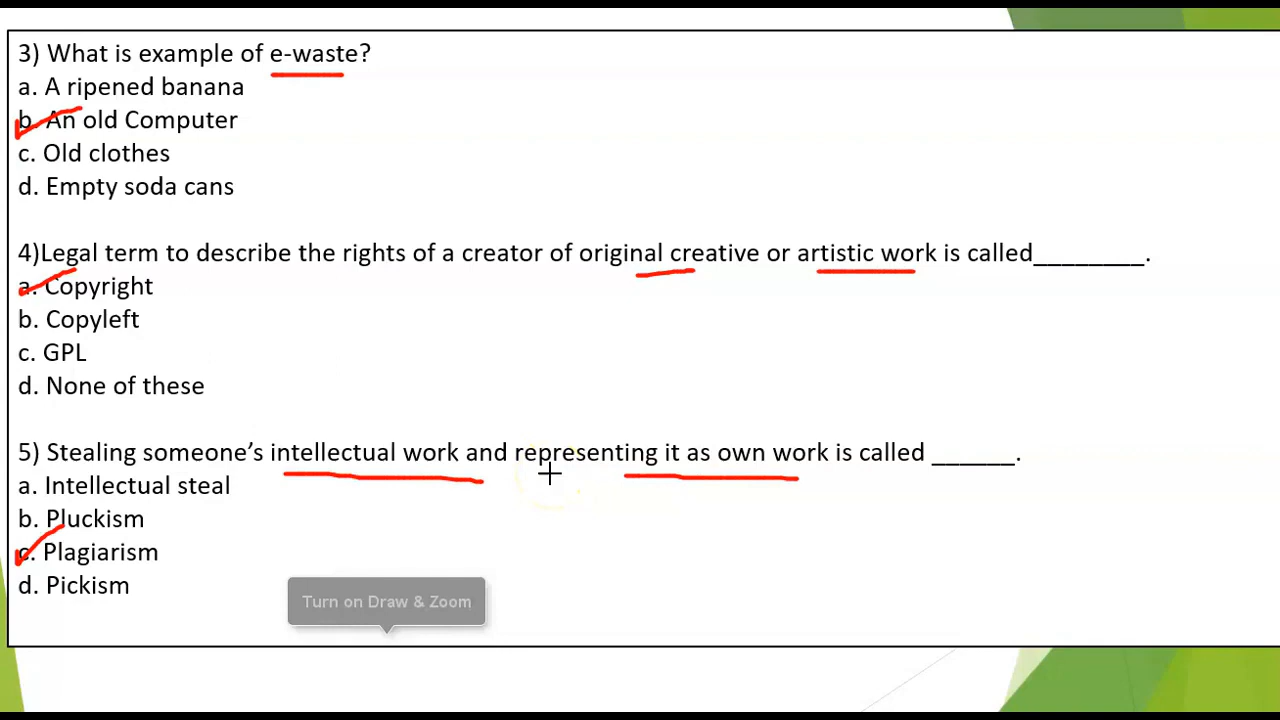 3) What is example of e-waste?
a. A ripened banana
b. An old Computer
c. Old clothes
d. Empty soda cans
4)Legal term to describe the rights of a creator of original creative or artistic work is called________.
a. Copyright
b. Copyleft
c. GPL
d. None of these
5) Stealing someone’s intellectual work and representing it as own work is called ______.
a. Intellectual steal
b. Pluckism
c. Plagiarism
d. Pickism
Turn on Draw & Zoom